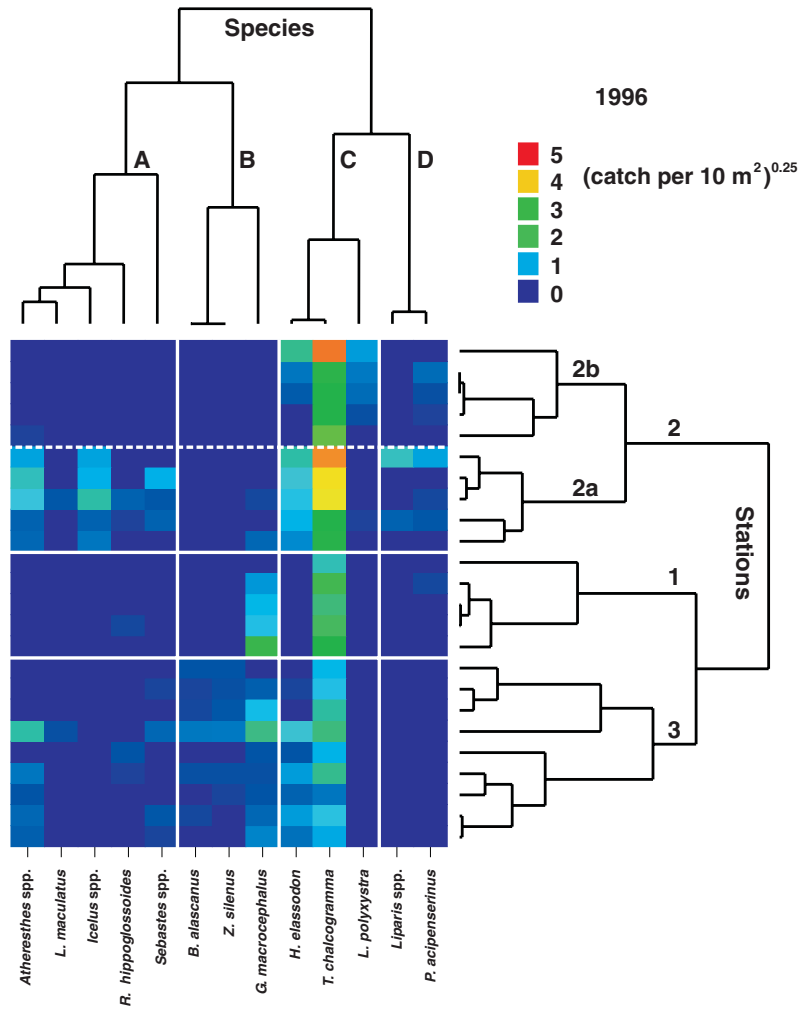 Species
1996
A
B
C
D
5
4
3
2
1
0
(catch per 10 m²)⁰·²⁵
2b
2
2a
Stations
1
3
Atheresthes spp.
L. maculatus
Icelus spp.
R. hippoglossoides
Sebastes spp.
B. alascanus
Z. silenus
G. macrocephalus
H. elassodon
T. chalcogramma
L. polyxystra
Liparis spp.
P. acipenserinus